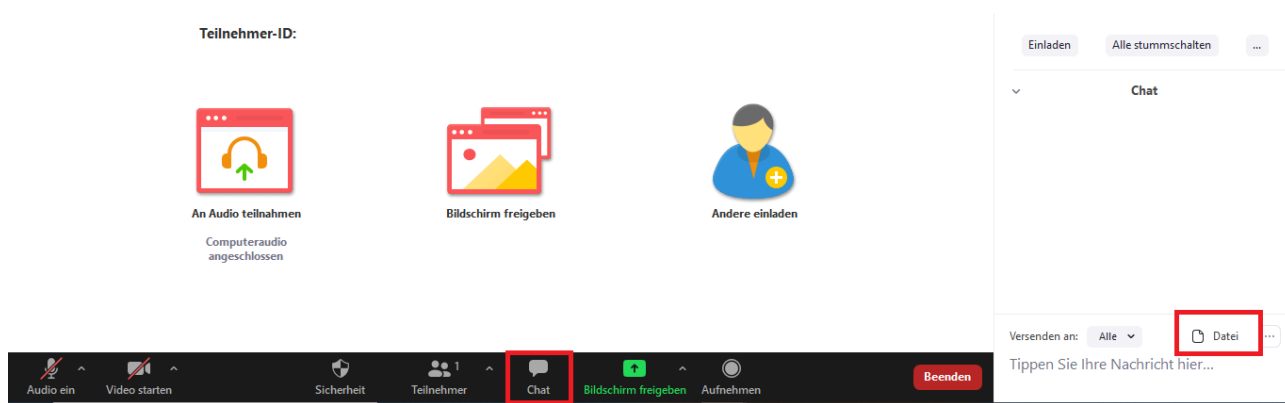 Teilnehmer-ID:
An Audio teilnahmen
Computeraudio
angeschlossen
Bildschirm freigeben
Andere einladen
Einladen
Alle stummschalten
...
Chat
Versenden an:
Alle
Datei
...
Tippen Sie Ihre Nachricht hier...
Audio ein
Video starten
Sicherheit
1
Teilnehmer
Chat
Bildschirm freigeben
Aufnehmen
Beenden